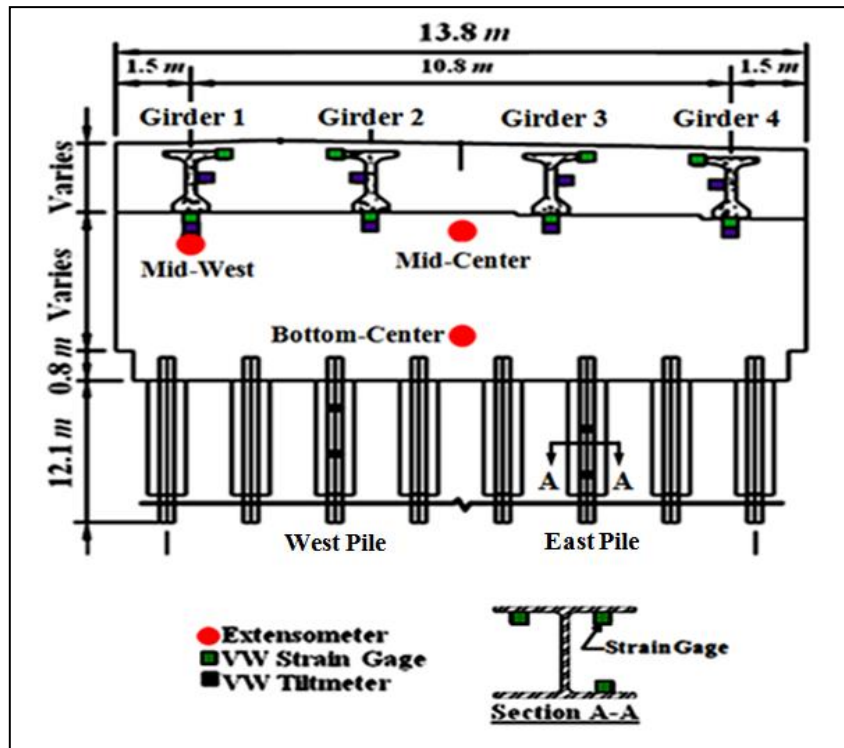 13.8 m
1.5 m 10.8 m 1.5 m
Girder 1 Girder 2 Girder 3 Girder 4
Varies
Mid-West Mid-Center
Varies
Bottom-Center
0.8 m
12.1 m
A A
West Pile East Pile
Extensometer
VW Strain Gage
VW Tiltmeter
Strain Gage
Section A-A